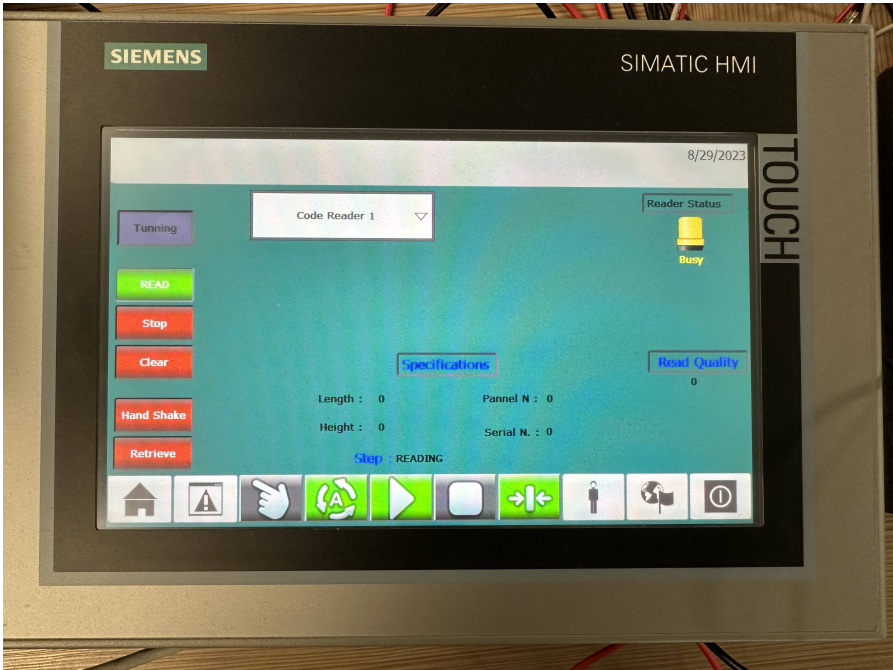 SIEMENS
SIMATIC HMI
TOUCH
8/29/2023
Tunning
Code Reader 1
Reader Status
Busy
READ
Stop
Clear
Specifications
Read Quality
0
Length : 0
Pannel N : 0
Height : 0
Serial N. : 0
Hand Shake
Retrieve
Step : READING
A